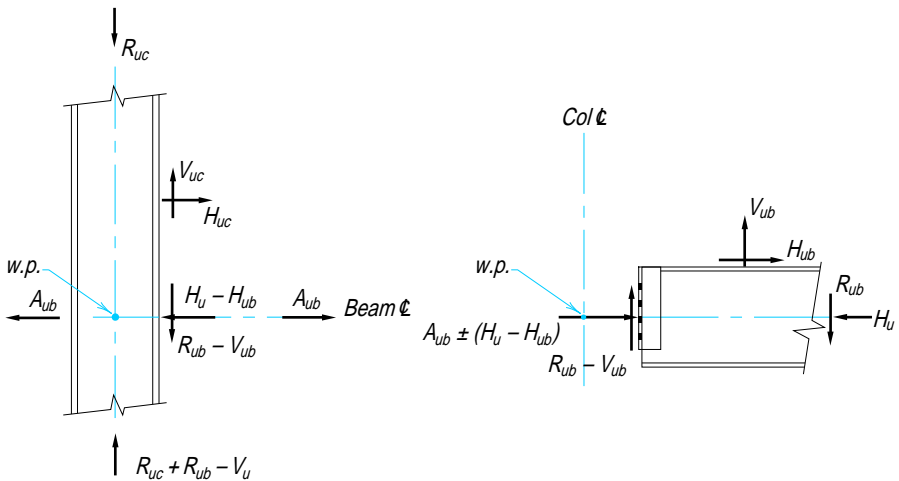 R_uc
V_uc
H_uc
w.p.
A_ub
H_u – H_ub
A_ub
Beam ℄
R_ub – V_ub
R_uc + R_ub – V_u
Col ℄
V_ub
H_ub
w.p.
R_ub
H_u
A_ub ± (H_u – H_ub)
R_ub – V_ub